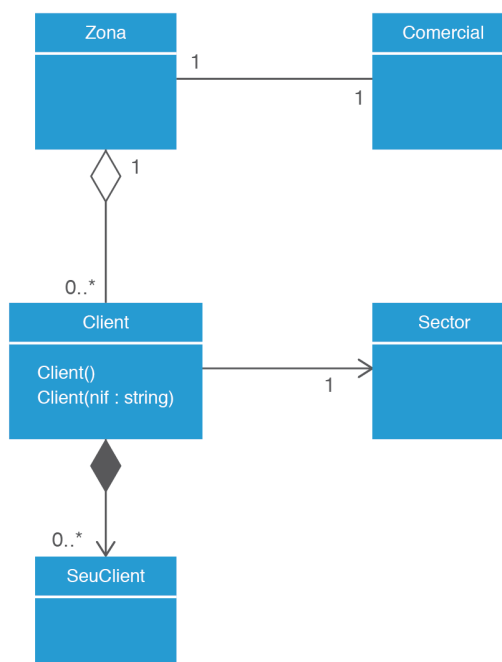 Zona
Comercial
1
1
1
0..*
Client
Sector
Client()
Client(nif : string)
1
0..*
SeuClient